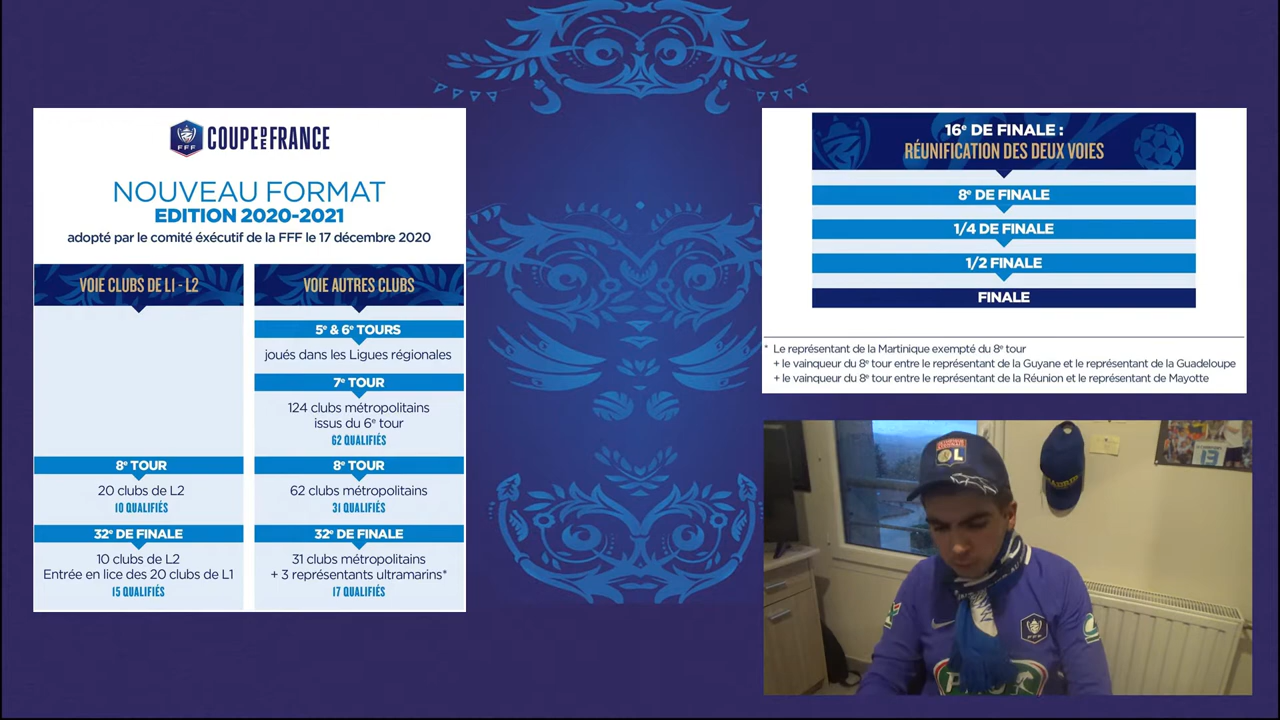 FFF
COUPE DE FRANCE
NOUVEAU FORMAT
EDITION 2020-2021
adopté par le comité éxécutif de la FFF le 17 décembre 2020
VOIE CLUBS DE L1 - L2
8e TOUR
20 clubs de L2
10 QUALIFIÉS
32e DE FINALE
10 clubs de L2
Entrée en lice des 20 clubs de L1
15 QUALIFIÉS
VOIE AUTRES CLUBS
5e & 6e TOURS
joués dans les Ligues régionales
7e TOUR
124 clubs métropolitains
issus du 6e tour
62 QUALIFIÉS
8e TOUR
62 clubs métropolitains
31 QUALIFIÉS
32e DE FINALE
31 clubs métropolitains
+ 3 représentants ultramarins*
17 QUALIFIÉS
16e DE FINALE :
RÉUNIFICATION DES DEUX VOIES
8e DE FINALE
1/4 DE FINALE
1/2 FINALE
FINALE
* Le représentant de la Martinique exempté du 8e tour
+ le vainqueur du 8e tour entre le représentant de la Guyane et le représentant de la Guadeloupe
+ le vainqueur du 8e tour entre le représentant de la Réunion et le représentant de Mayotte
OL
13
FFF